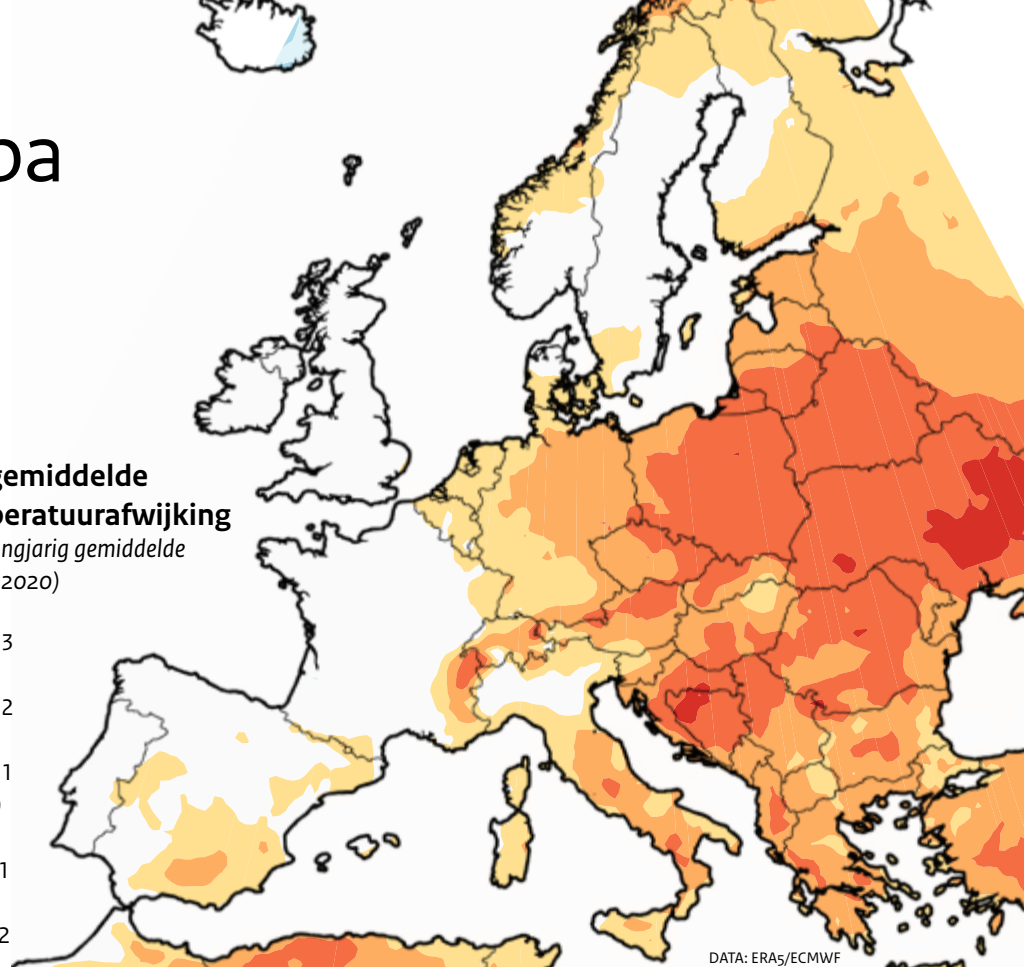 pa
gemiddelde
peratuurafwijking
ngjarig gemiddelde
2020)
3
2
1
1
2
DATA: ERA5/ECMWF